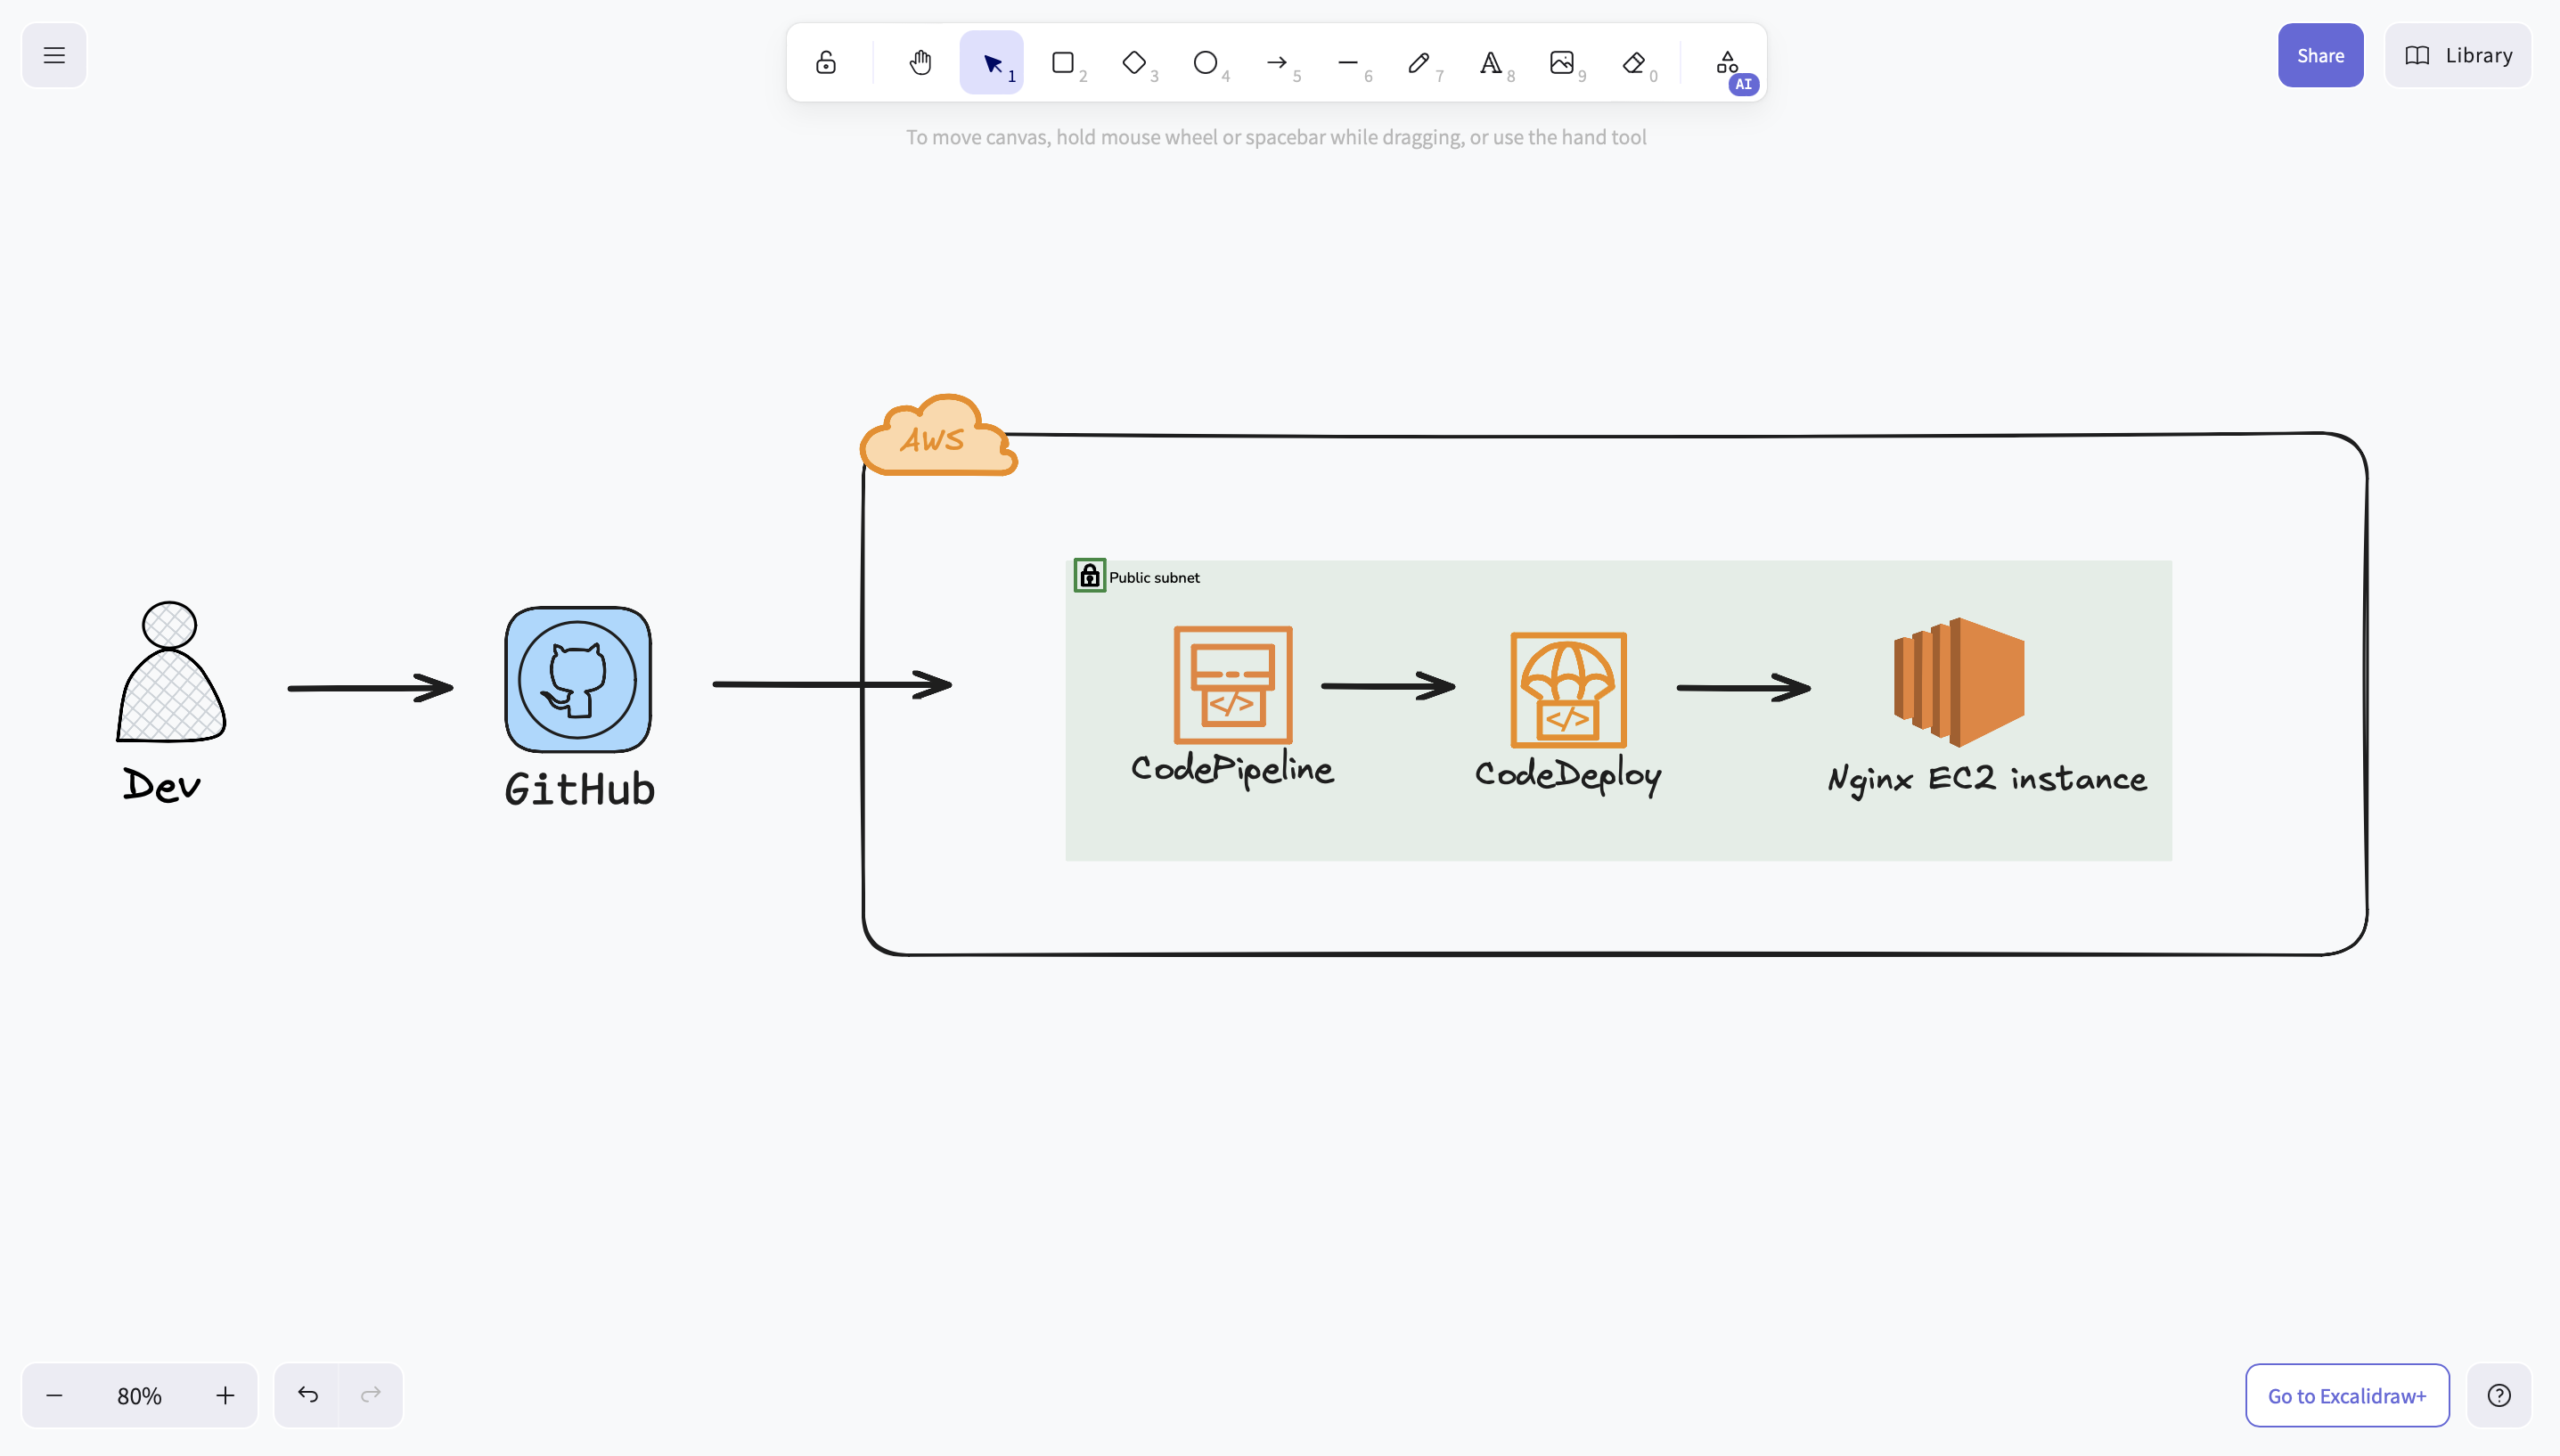 1
2
3
4
5
6
7
A 8
9
0
AI
Share
Library
To move canvas, hold mouse wheel or spacebar while dragging, or use the hand tool
AWS
Public subnet
</>
</>
CodePipeline
CodeDeploy
Nginx EC2 instance
Dev
GitHub
80%
Go to Excalidraw+